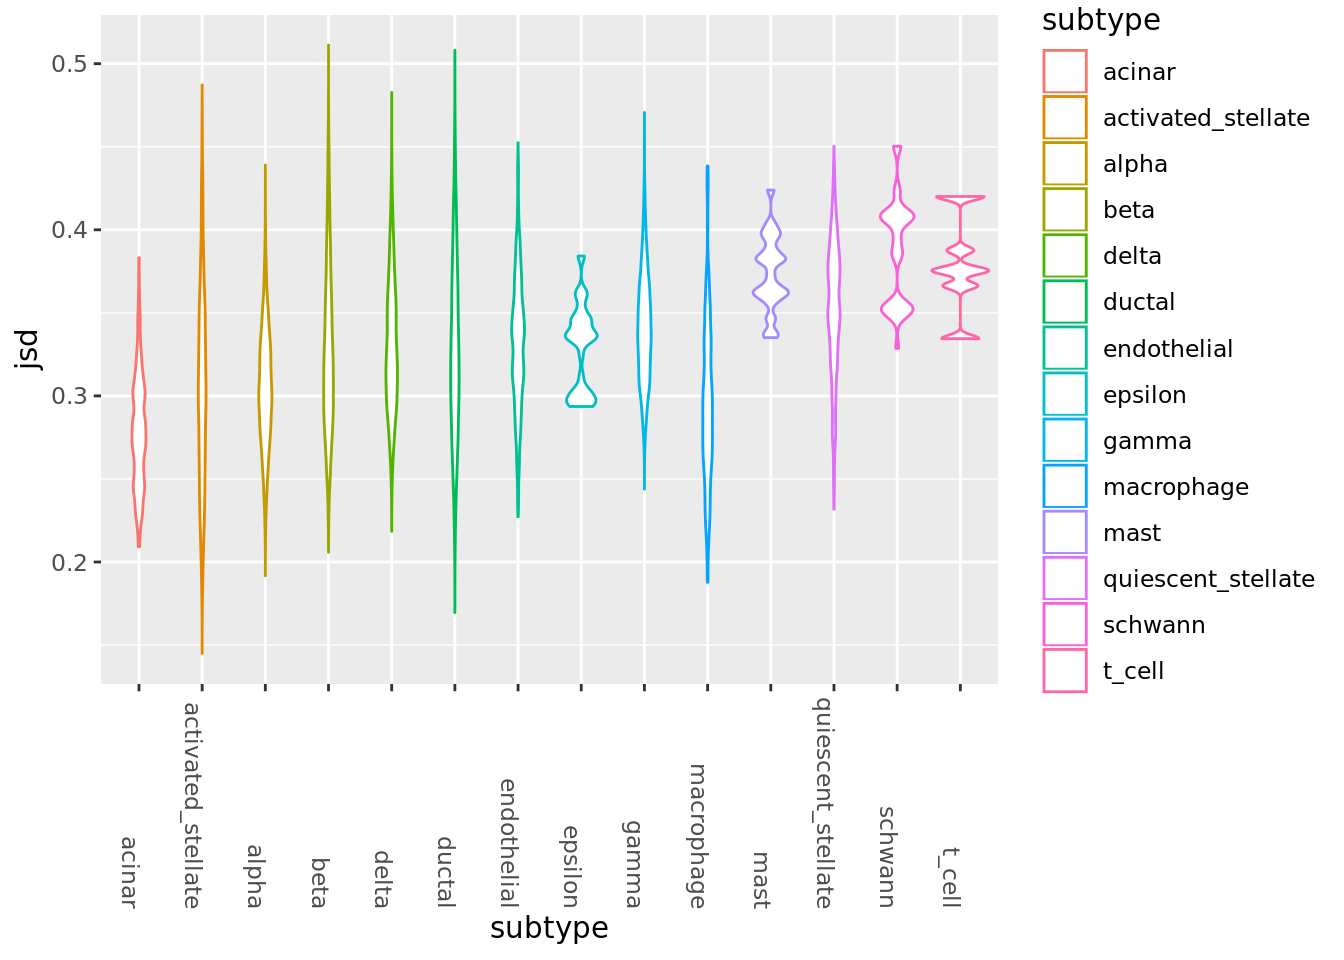 jsd
0.5
0.4
0.3
0.2
acinar
activated_stellate
alpha
beta
delta
ductal
endothelial
epsilon
gamma
macrophage
mast
quiescent_stellate
schwann
t_cell
subtype
subtype
acinar
activated_stellate
alpha
beta
delta
ductal
endothelial
epsilon
gamma
macrophage
mast
quiescent_stellate
schwann
t_cell